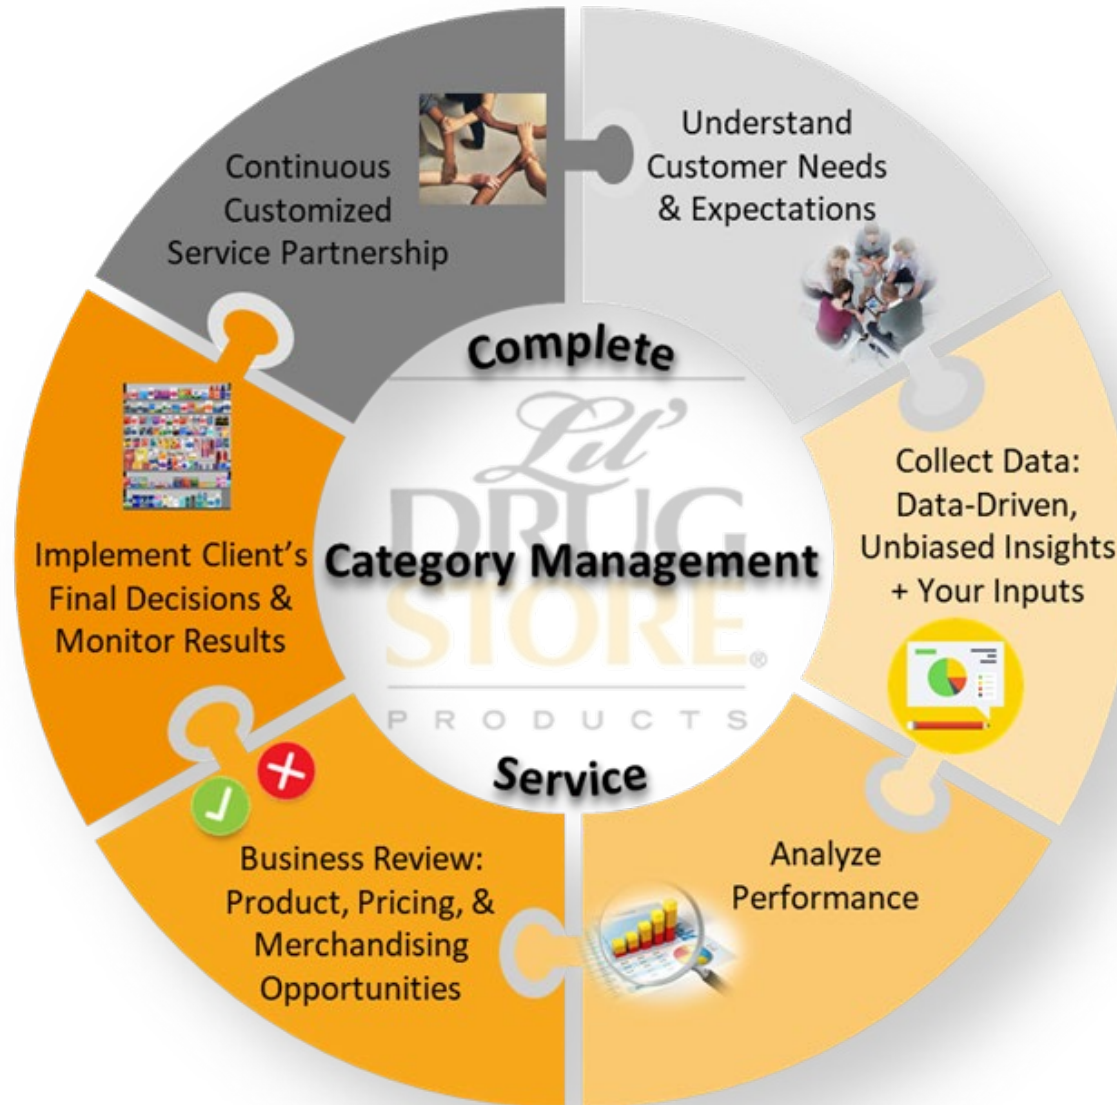 Continuous
Customized
Service Partnership
Understand
Customer Needs
& Expectations
Collect Data:
Data-Driven,
Unbiased Insights
+ Your Inputs
Analyze
Performance
Business Review:
Product, Pricing, &
Merchandising
Opportunities
Implement Client's
Final Decisions &
Monitor Results
Complete
Lil'
DRUG
Category Management
STORE®
PRODUCTS
Service